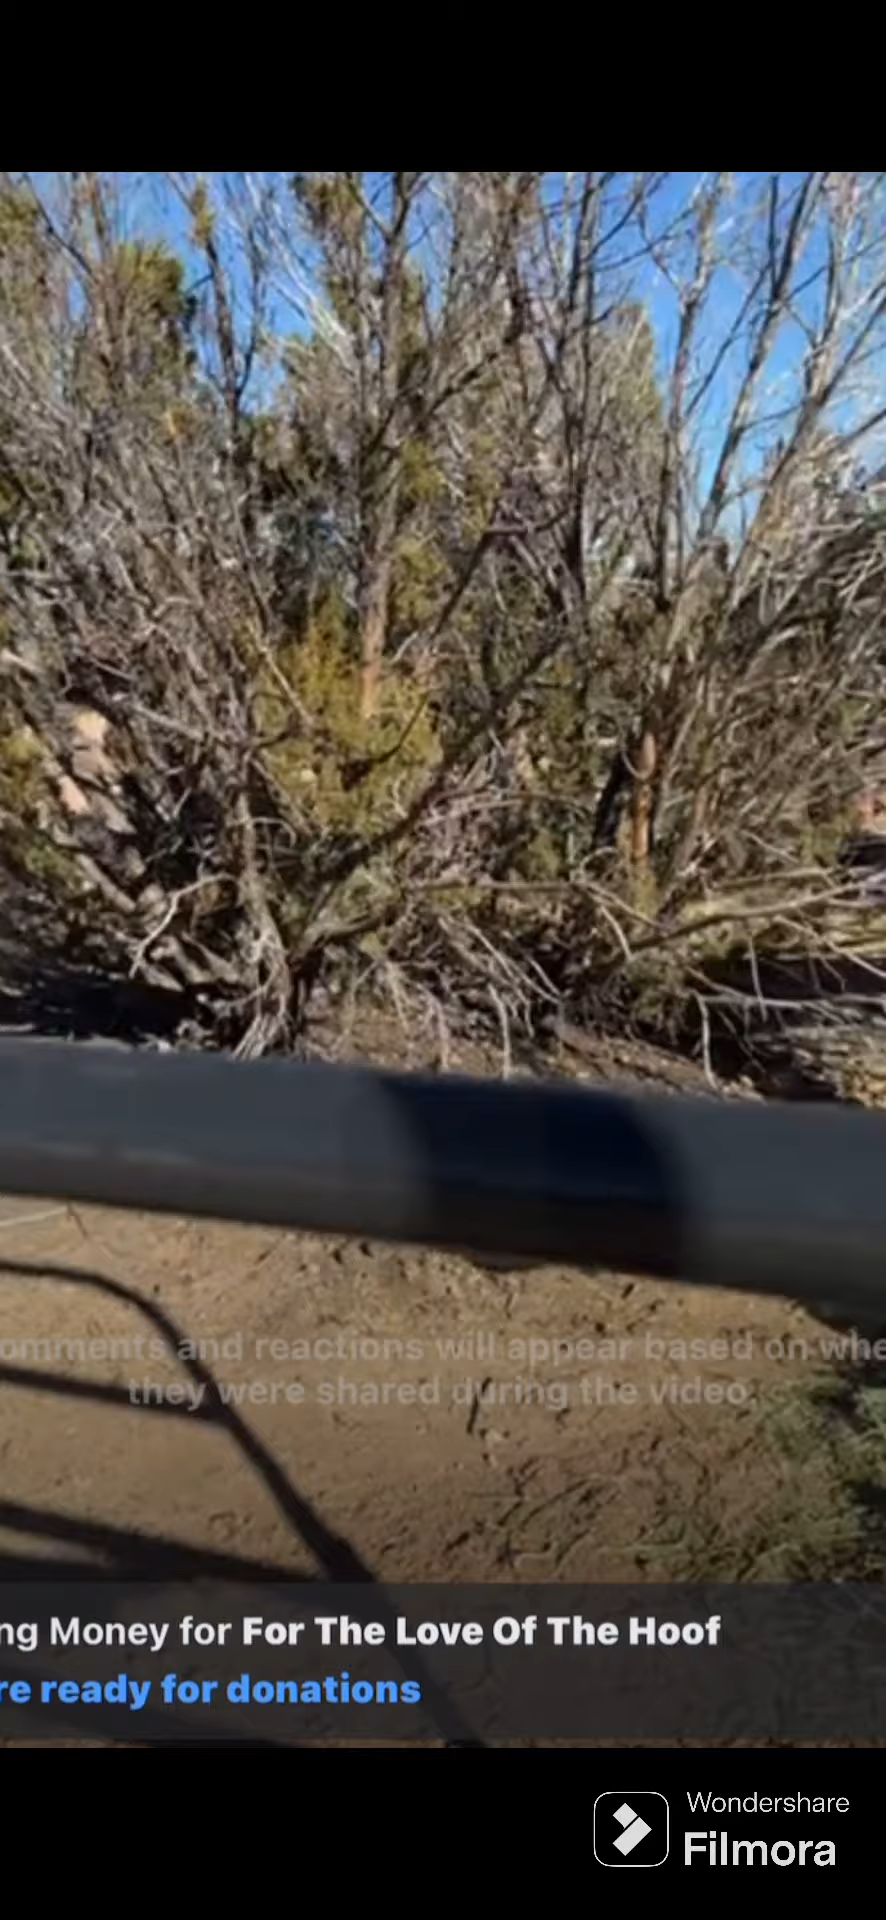 omments and reactions will appear based on whe
they were shared during the video.
ng Money for For The Love Of The Hoof
re ready for donations
Wondershare
Filmora